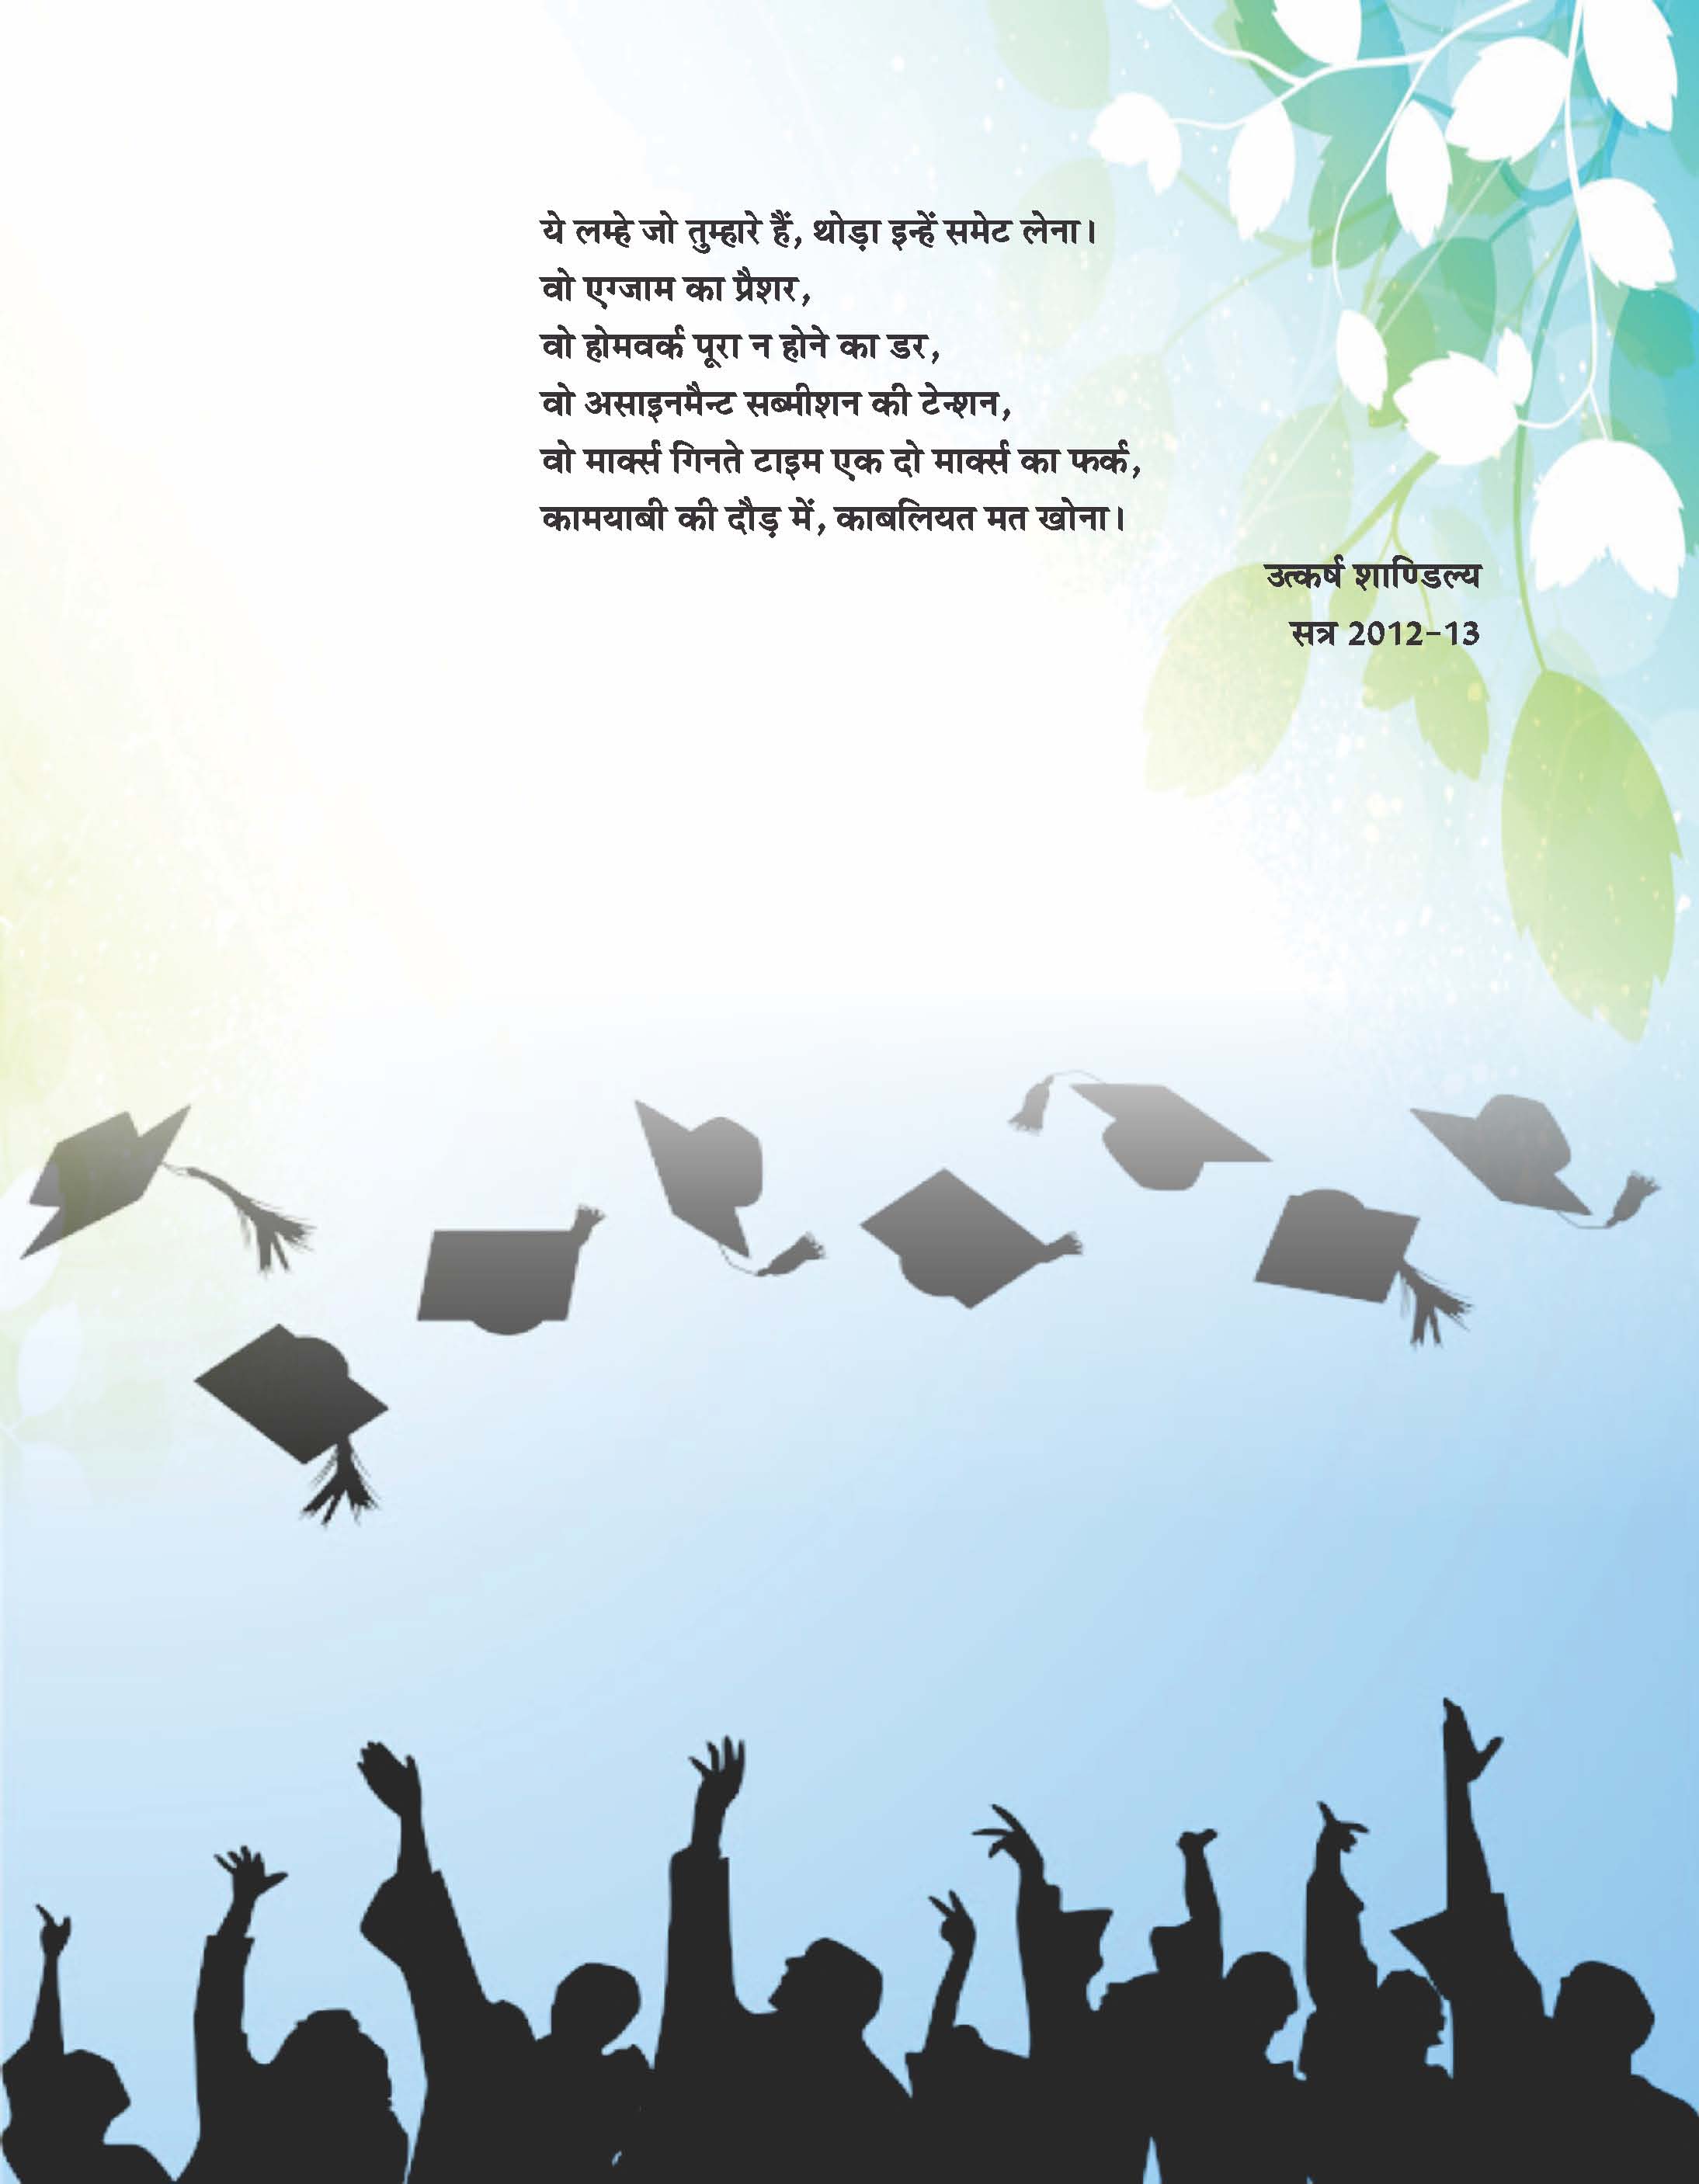 ये लम्हे जो तुम्हारे हैं, थोड़ा इन्हें समेट लेना।
वो एग्जाम का प्रैशर,
वो होमवर्क पूरा न होने का डर,
वो असाइनमैन्ट सब्मीशन की टेन्शन,
वो मार्क्स गिनते टाइम एक दो मार्क्स का फर्क,
कामयाबी की दौड़ में, काबलियत मत खोना।
उत्कर्ष शाण्डिल्य
सत्र 2012-13